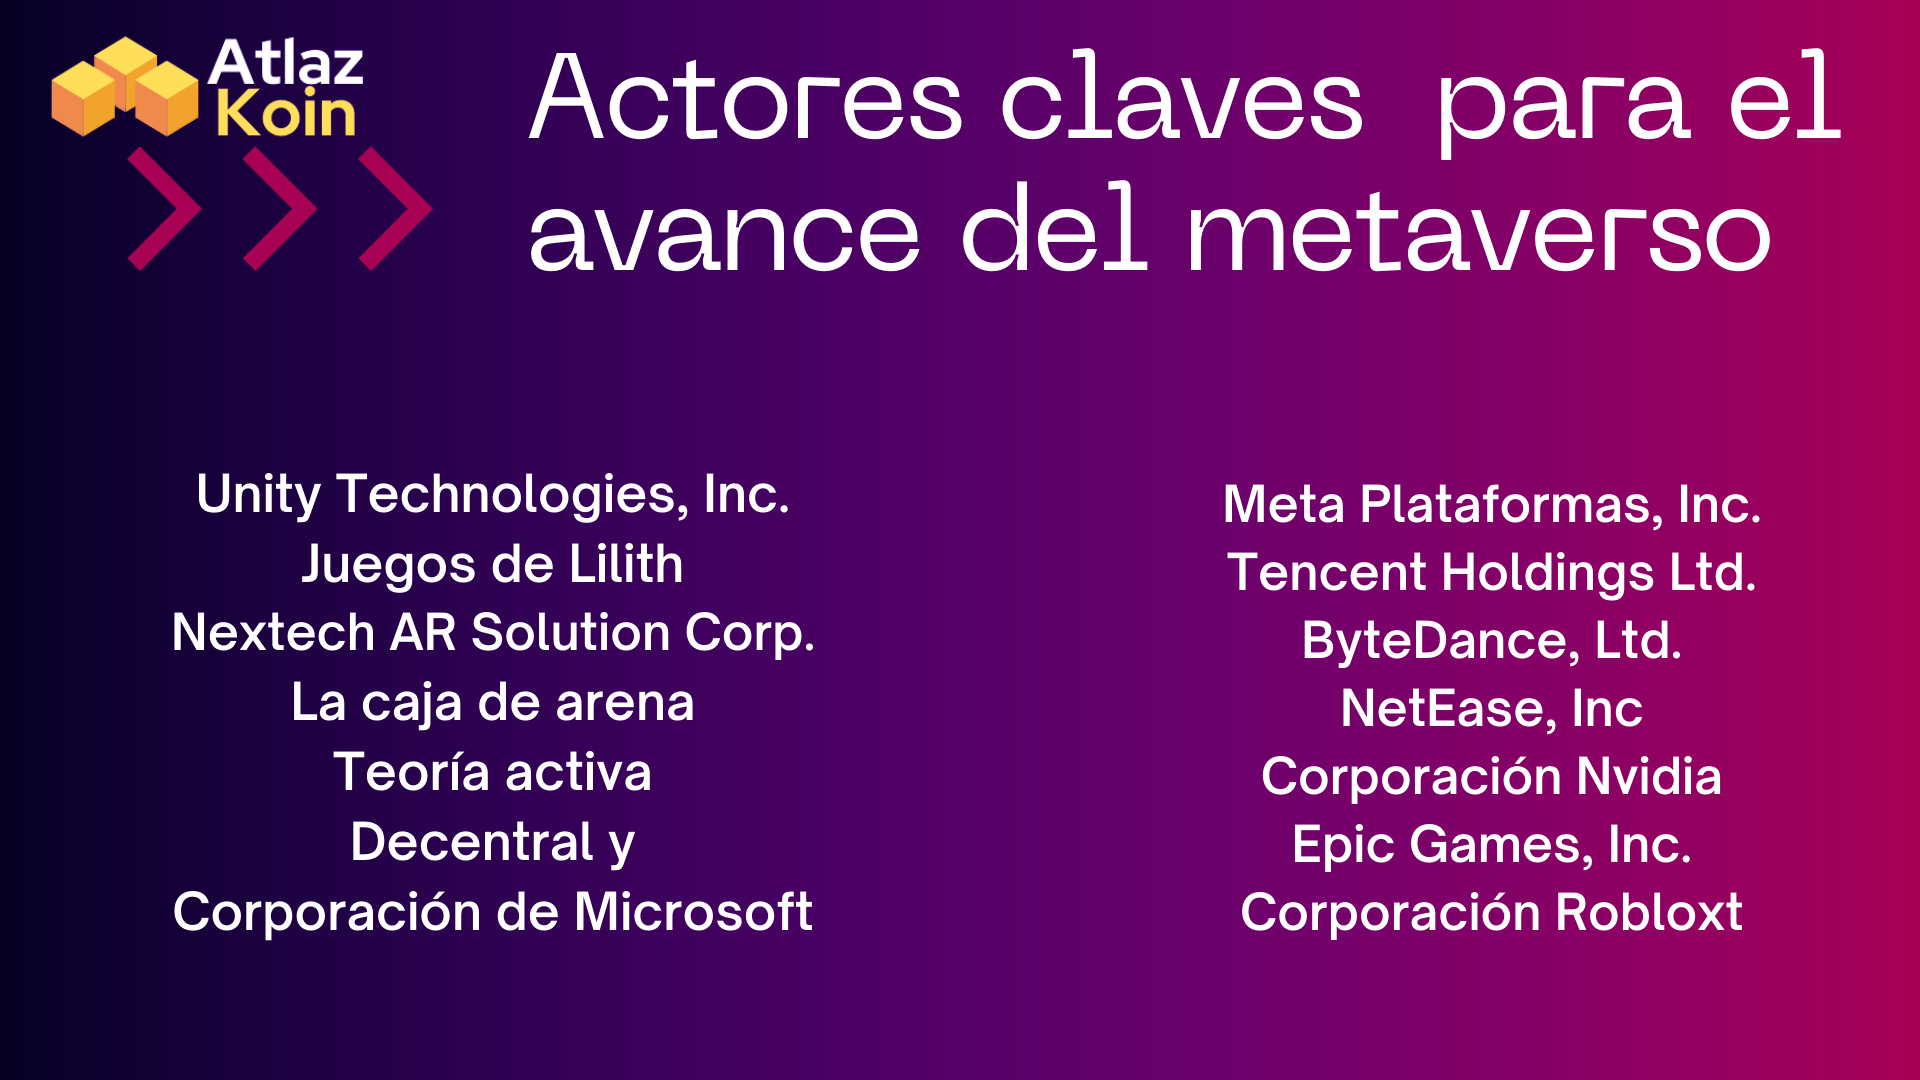 Atlaz
Koin
Actores claves para el
avance del metaverso
Unity Technologies, Inc.
Juegos de Lilith
Nextech AR Solution Corp.
La caja de arena
Teoría activa
Decentral y
Corporación de Microsoft
Meta Plataformas, Inc.
Tencent Holdings Ltd.
ByteDance, Ltd.
NetEase, Inc
Corporación Nvidia
Epic Games, Inc.
Corporación Robloxt